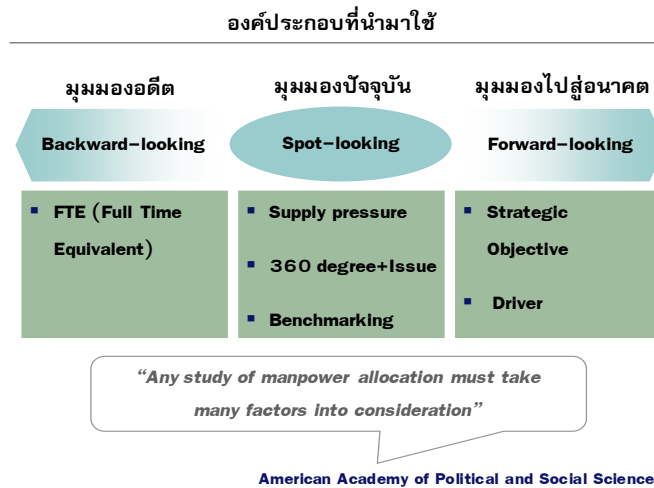 องค์ประกอบที่นำมาใช้
มุมมองอดีต
Backward-looking
▪ FTE (Full Time
Equivalent)
มุมมองปัจจุบัน
Spot-looking
▪ Supply pressure
▪ 360 degree+Issue
▪ Benchmarking
มุมมองไปสู่อนาคต
Forward-looking
▪ Strategic
Objective
▪ Driver
“Any study of manpower allocation must take
many factors into consideration”
American Academy of Political and Social Science